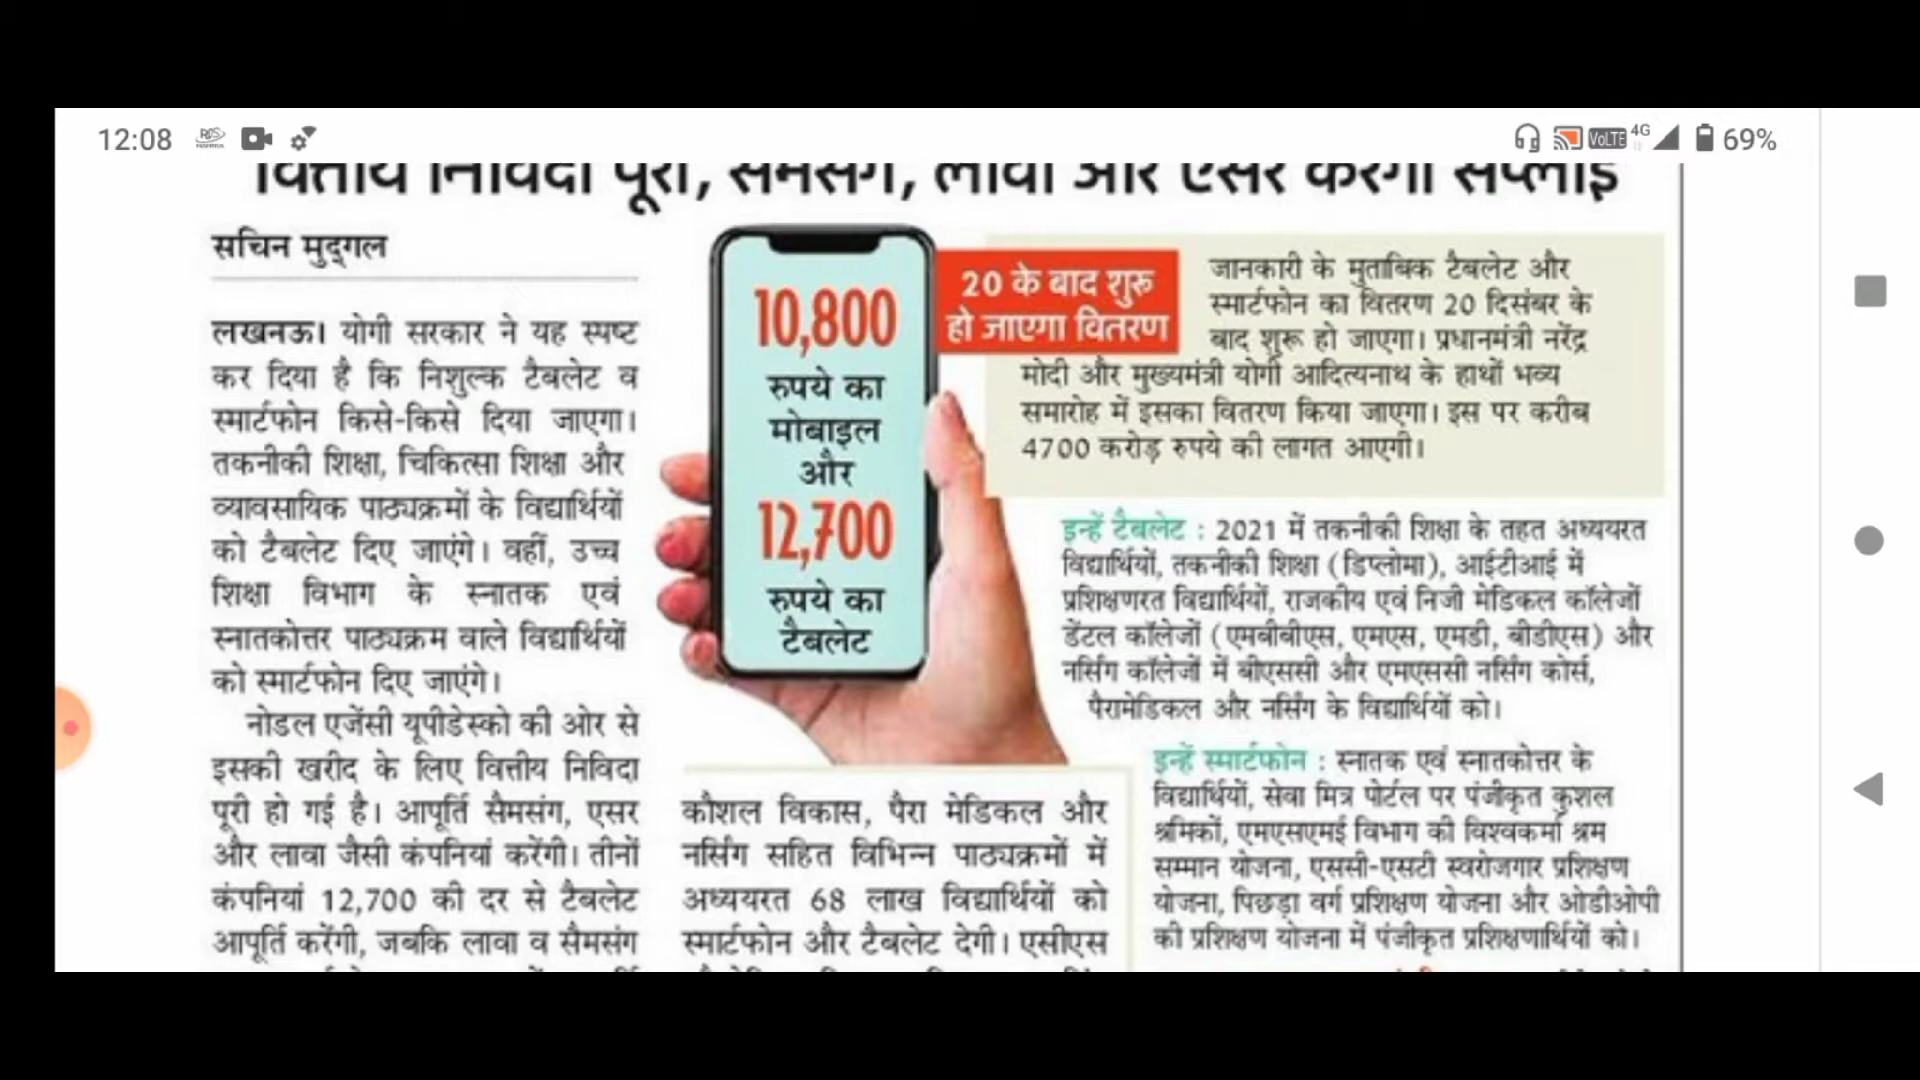 12:08
VoLTE 4G 69%
वित्तीय निविदा पूरी, सैमसंग, लावा और एसर करेगी सप्लाई
सचिन मुद्गल
लखनऊ। योगी सरकार ने यह स्पष्ट
कर दिया है कि निशुल्क टैबलेट व
स्मार्टफोन किसे-किसे दिया जाएगा।
तकनीकी शिक्षा, चिकित्सा शिक्षा और
व्यावसायिक पाठ्यक्रमों के विद्यार्थियों
को टैबलेट दिए जाएंगे। वहीं, उच्च
शिक्षा विभाग के स्नातक एवं
स्नातकोत्तर पाठ्यक्रम वाले विद्यार्थियों
को स्मार्टफोन दिए जाएंगे।
नोडल एजेंसी यूपीडेस्को की ओर से
इसकी खरीद के लिए वित्तीय निविदा
पूरी हो गई है। आपूर्ति सैमसंग, एसर
और लावा जैसी कंपनियां करेंगी। तीनों
कंपनियां 12,700 की दर से टैबलेट
आपूर्ति करेंगी, जबकि लावा व सैमसंग
10,800
रुपये का
मोबाइल
और
12,700
रुपये का
टैबलेट
कौशल विकास, पैरा मेडिकल और
नर्सिंग सहित विभिन्न पाठ्यक्रमों में
अध्ययरत 68 लाख विद्यार्थियों को
स्मार्टफोन और टैबलेट देगी। एसीएस
20 के बाद शुरू
हो जाएगा वितरण
जानकारी के मुताबिक टैबलेट और
स्मार्टफोन का वितरण 20 दिसंबर के
बाद शुरू हो जाएगा। प्रधानमंत्री नरेंद्र
मोदी और मुख्यमंत्री योगी आदित्यनाथ के हाथों भव्य
समारोह में इसका वितरण किया जाएगा। इस पर करीब
4700 करोड़ रुपये की लागत आएगी।
इन्हें टैबलेट : 2021 में तकनीकी शिक्षा के तहत अध्ययरत
विद्यार्थियों, तकनीकी शिक्षा (डिप्लोमा), आईटीआई में
प्रशिक्षणरत विद्यार्थियों, राजकीय एवं निजी मेडिकल कॉलेजों
डेंटल कॉलेजों (एमबीबीएस, एमएस, एमडी, बीडीएस) और
नर्सिंग कॉलेजों में बीएससी और एमएससी नर्सिंग कोर्स,
पैरामेडिकल और नर्सिंग के विद्यार्थियों को।
इन्हें स्मार्टफोन : स्नातक एवं स्नातकोत्तर के
विद्यार्थियों, सेवा मित्र पोर्टल पर पंजीकृत कुशल
श्रमिकों, एमएसएमई विभाग की विश्वकर्मा श्रम
सम्मान योजना, एससी-एसटी स्वरोजगार प्रशिक्षण
योजना, पिछड़ा वर्ग प्रशिक्षण योजना और ओडीओपी
की प्रशिक्षण योजना में पंजीकृत प्रशिक्षणार्थियों को।